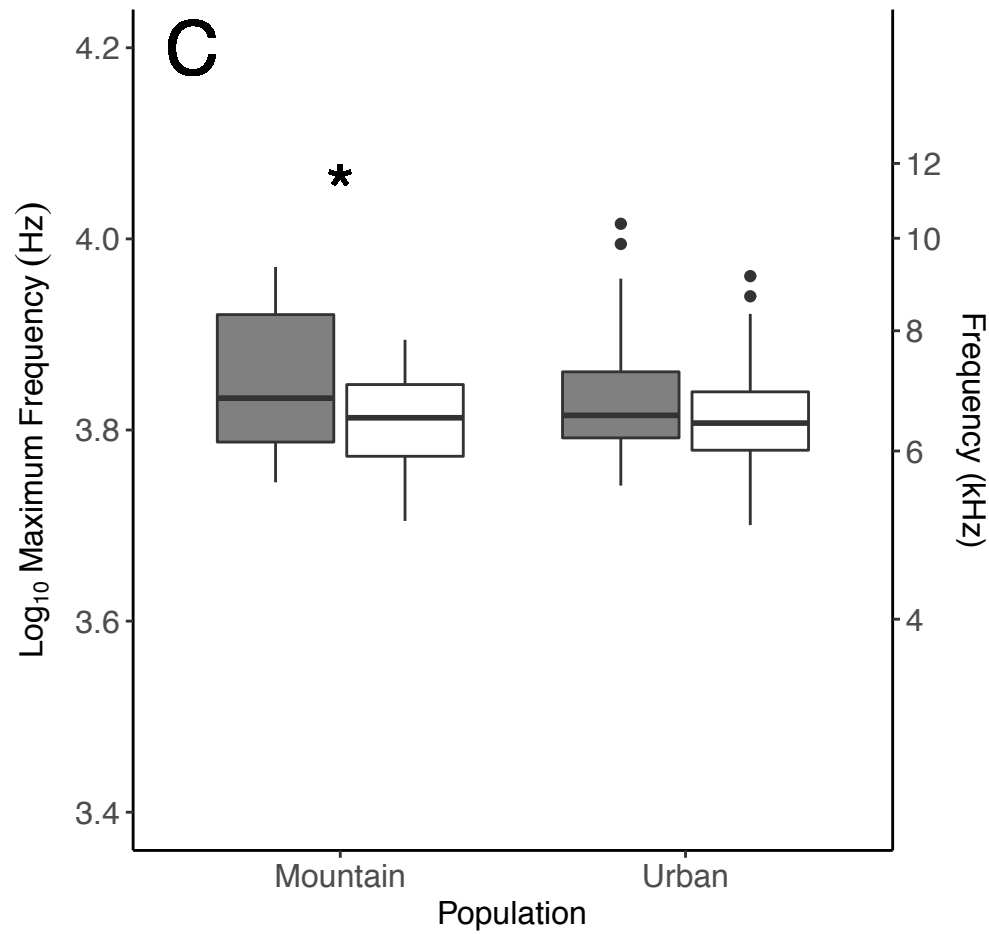 C
*
Log10 Maximum Frequency (Hz)
4.2
4.0
3.8
3.6
3.4
12
10
8
6
4
Frequency (kHz)
Mountain
Urban
Population